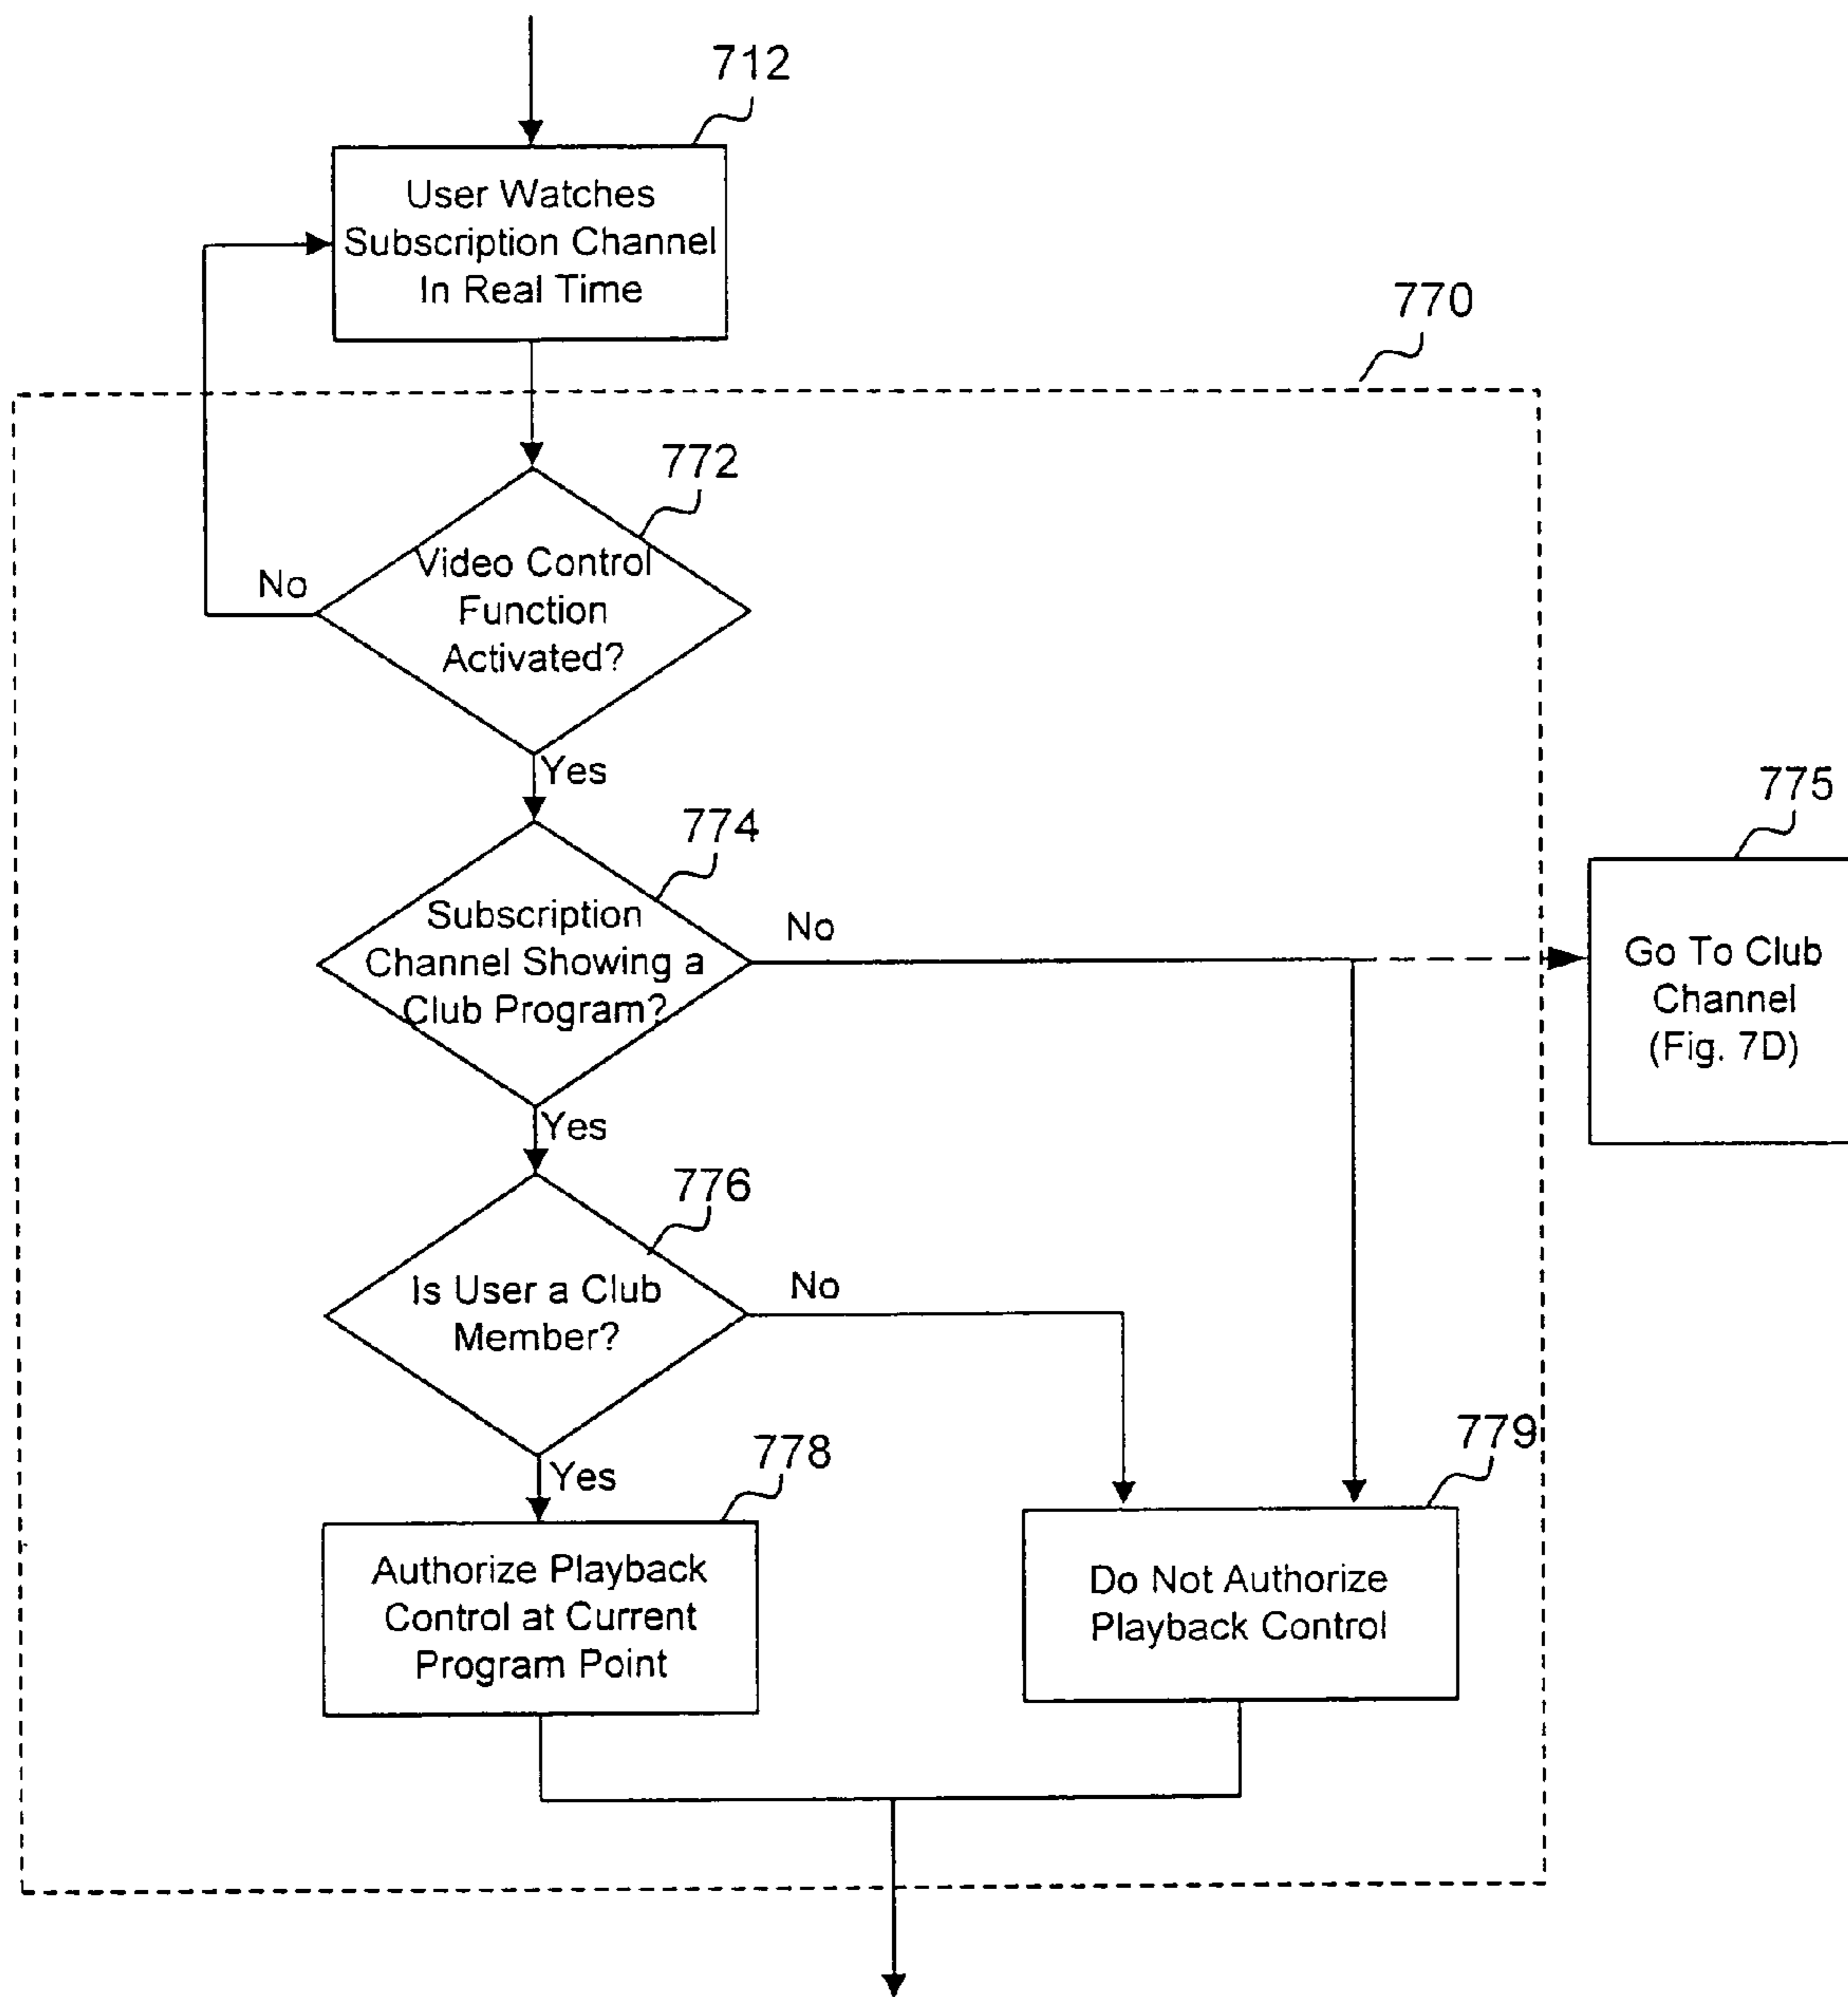 712
User Watches
Subscription Channel
In Real Time
770
772
Video Control
Function
Activated?
No
Yes
774
Subscription
Channel Showing a
Club Program?
No
775
Go To Club
Channel
(Fig. 7D)
Yes
776
Is User a Club
Member?
No
Yes
778
Authorize Playback
Control at Current
Program Point
779
Do Not Authorize
Playback Control